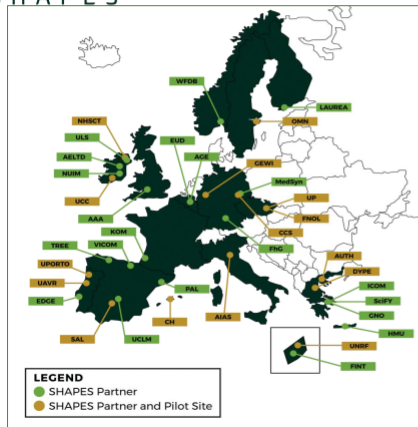 SHAPES
WFDB
LAUREA
NHSCT
OMN
ULS
EUD
AELTD
AGE
GEWI
NUIM
MedSyn
UCC
UP
AAA
FNOL
CCS
KOM
FhG
TREE
VICOM
AUTH
UPORTO
DYPE
UAVR
ICOM
PAL
SciFY
EDGE
GNO
CH
AIAS
HMU
SAL
UCLM
UNRF
FINT
LEGEND
SHAPES Partner
SHAPES Partner and Pilot Site